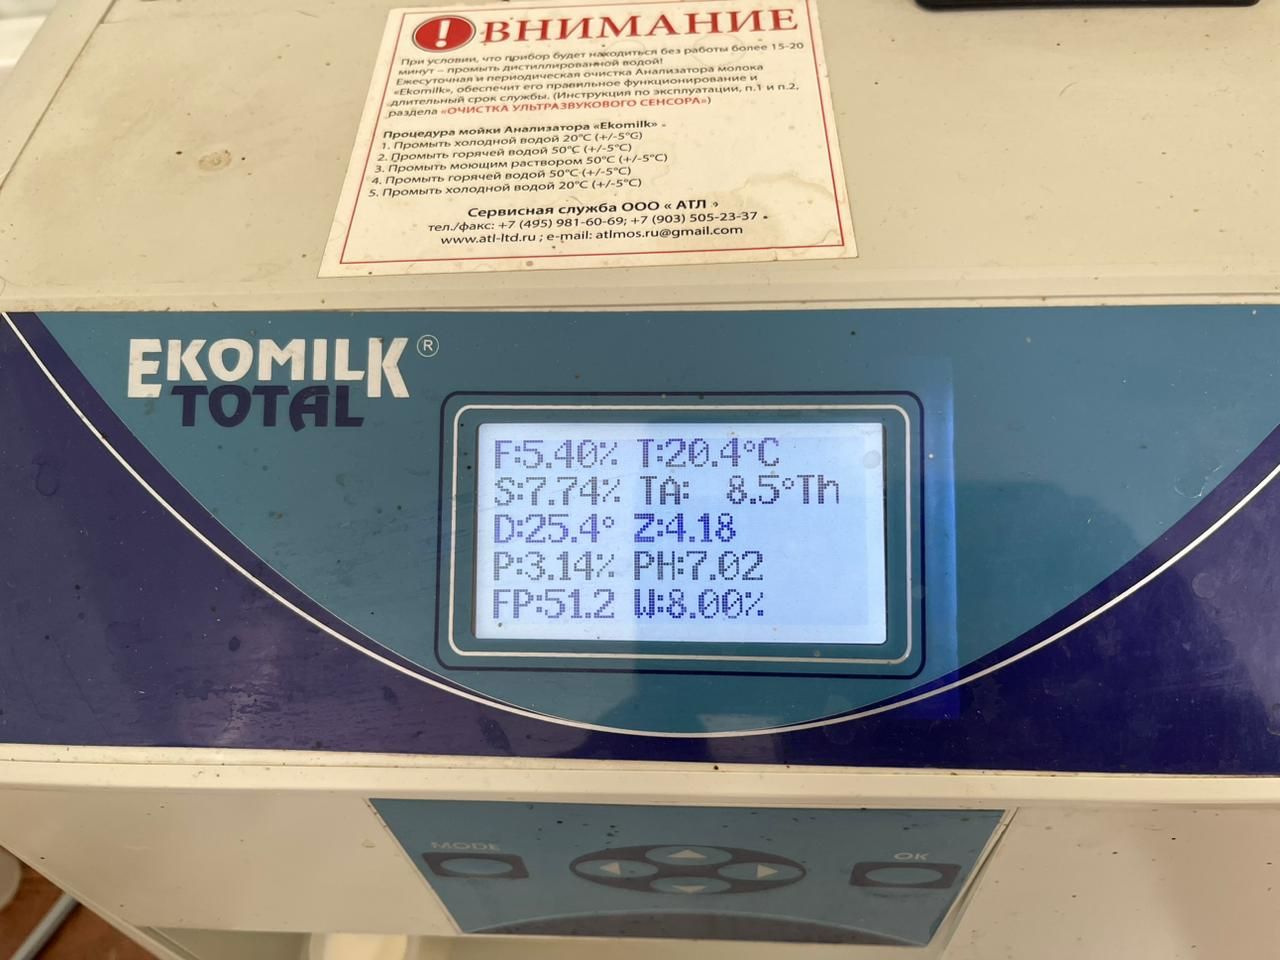 ! ВНИМАНИЕ
При условии, что прибор будет находиться без работы более 15-20
минут – промыть дистиллированной водой!
Ежесуточная и периодическая очистка Анализатора молока
«Ekomilk», обеспечит его правильное функционирование и
длительный срок службы. (Инструкция по эксплуатации, п.1 и п.2,
раздела «ОЧИСТКА УЛЬТРАЗВУКОВОГО СЕНСОРА»)
Процедура мойки Анализатора «Ekomilk»
1. Промыть холодной водой 20°C (+/-5°C)
2. Промыть горячей водой 50°C (+/-5°C)
3. Промыть моющим раствором 50°C (+/-5°C)
4. Промыть горячей водой 50°C (+/-5°C)
5. Промыть холодной водой 20°C (+/-5°C)
Сервисная служба ООО « АТЛ »
тел./факс: +7 (495) 981-60-69; +7 (903) 505-23-37
www.atl-ltd.ru ; e-mail: atlmos.ru@gmail.com
EKOMILK ®
TOTAL
F:5.40% T:20.4°C
S:7.74% TA: 8.5°Th
D:25.4° Z:4.18
P:3.14% PH:7.02
FP:51.2 W:8.00%
MODE OK